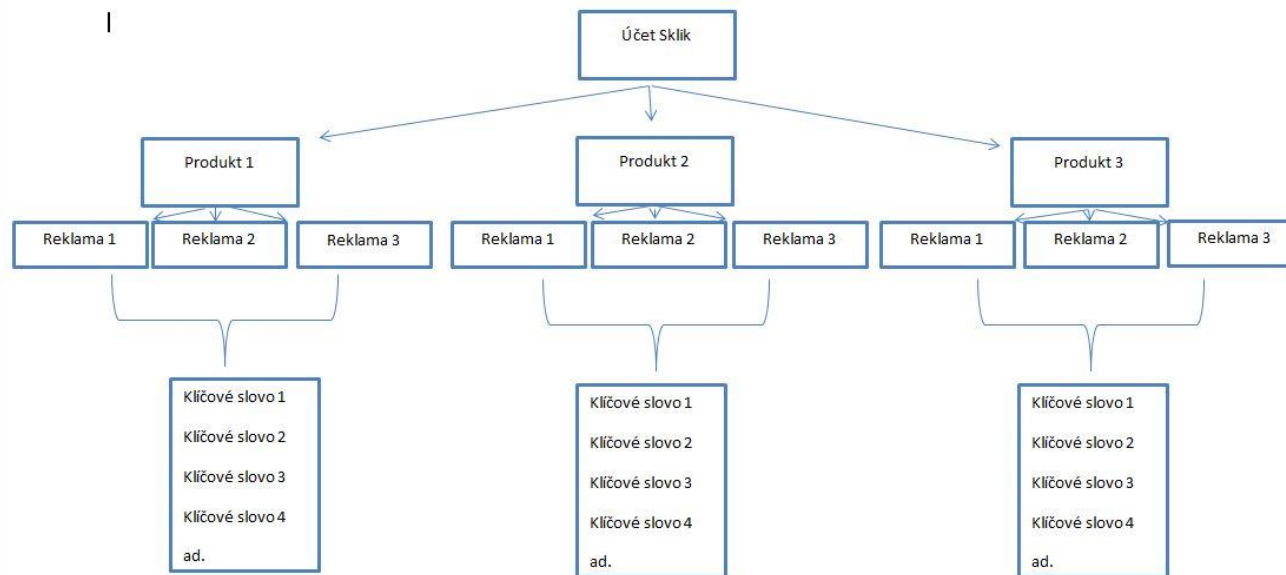 Účet Sklik
Produkt 1
Produkt 2
Produkt 3
Reklama 1
Reklama 2
Reklama 3
Reklama 1
Reklama 2
Reklama 3
Reklama 1
Reklama 2
Reklama 3
Klíčové slovo 1
Klíčové slovo 2
Klíčové slovo 3
Klíčové slovo 4
ad.
Klíčové slovo 1
Klíčové slovo 2
Klíčové slovo 3
Klíčové slovo 4
ad.
Klíčové slovo 1
Klíčové slovo 2
Klíčové slovo 3
Klíčové slovo 4
ad.